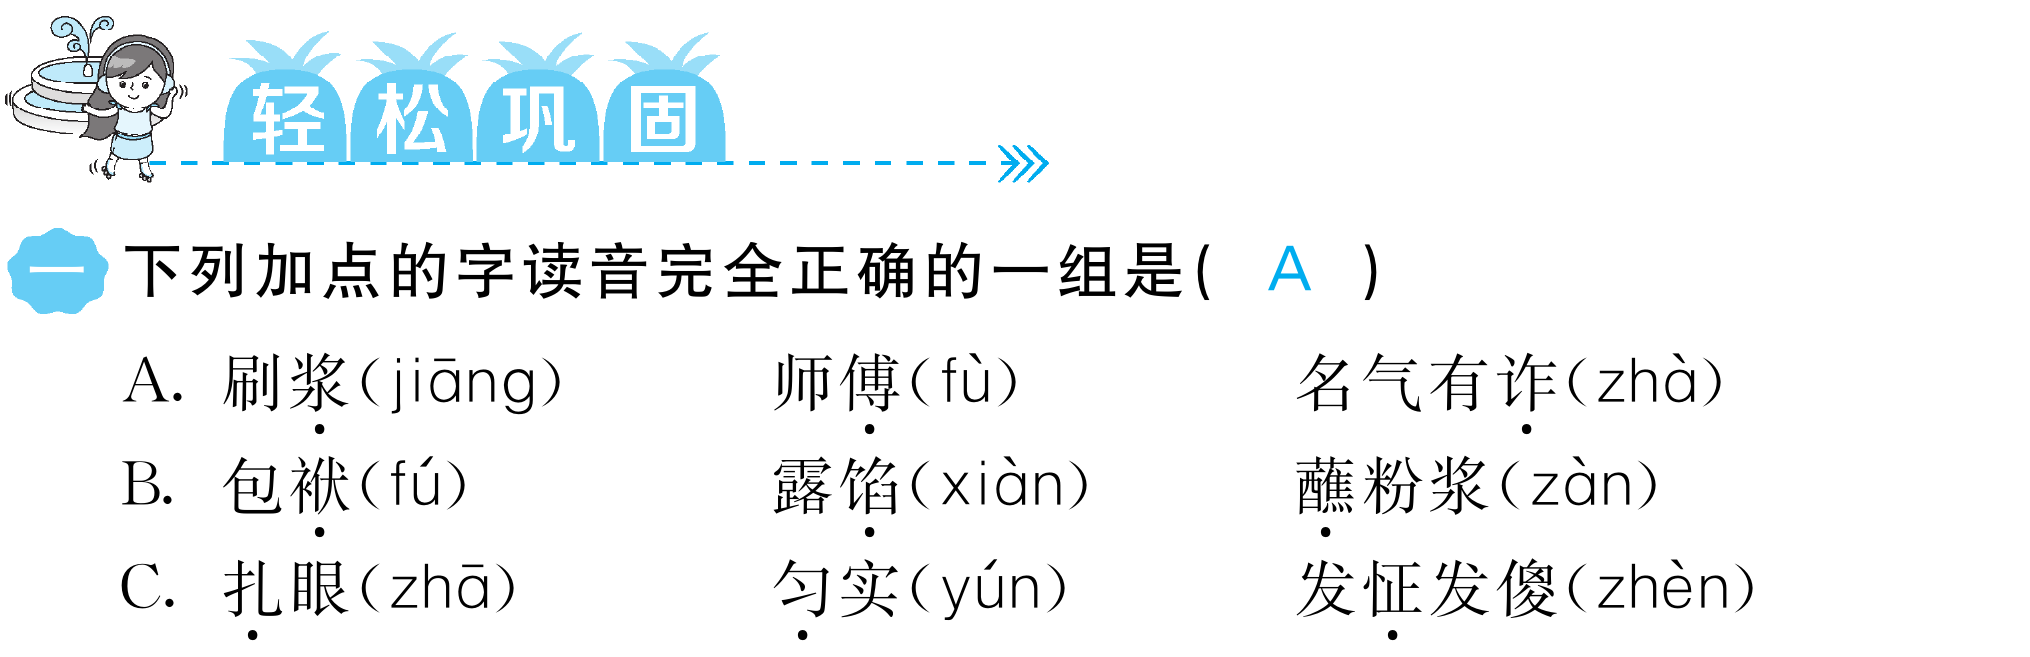 轻松巩固
一 下列加点的字读音完全正确的一组是( A )
A. 刷浆(jiāng) 师傅(fù) 名气有诈(zhà)
B. 包袱(fú) 露馅(xiàn) 蘸粉浆(zàn)
C. 扎眼(zhā) 匀实(yún) 发怔发傻(zhèn)